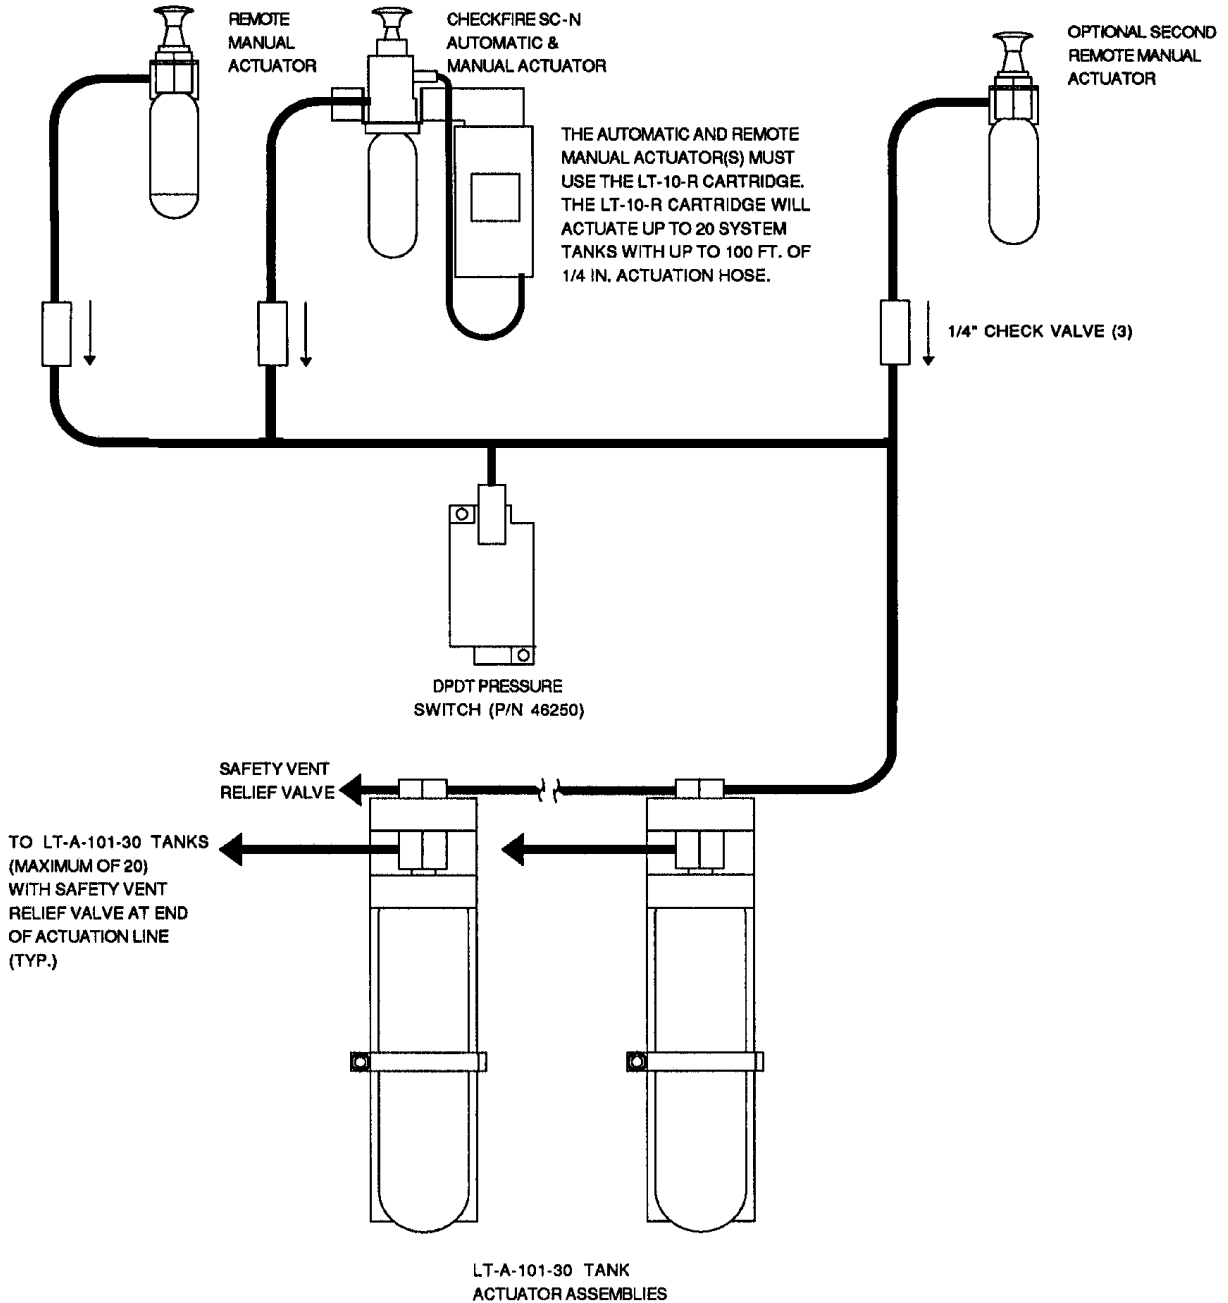 REMOTE
MANUAL
ACTUATOR
CHECKFIRE SC-N
AUTOMATIC &
MANUAL ACTUATOR
OPTIONAL SECOND
REMOTE MANUAL
ACTUATOR
THE AUTOMATIC AND REMOTE
MANUAL ACTUATOR(S) MUST
USE THE LT-10-R CARTRIDGE.
THE LT-10-R CARTRIDGE WILL
ACTUATE UP TO 20 SYSTEM
TANKS WITH UP TO 100 FT. OF
1/4 IN. ACTUATION HOSE.
1/4" CHECK VALVE (3)
DPDT PRESSURE
SWITCH (P/N 46250)
SAFETY VENT
RELIEF VALVE
TO LT-A-101-30 TANKS
(MAXIMUM OF 20)
WITH SAFETY VENT
RELIEF VALVE AT END
OF ACTUATION LINE
(TYP.)
LT-A-101-30 TANK
ACTUATOR ASSEMBLIES